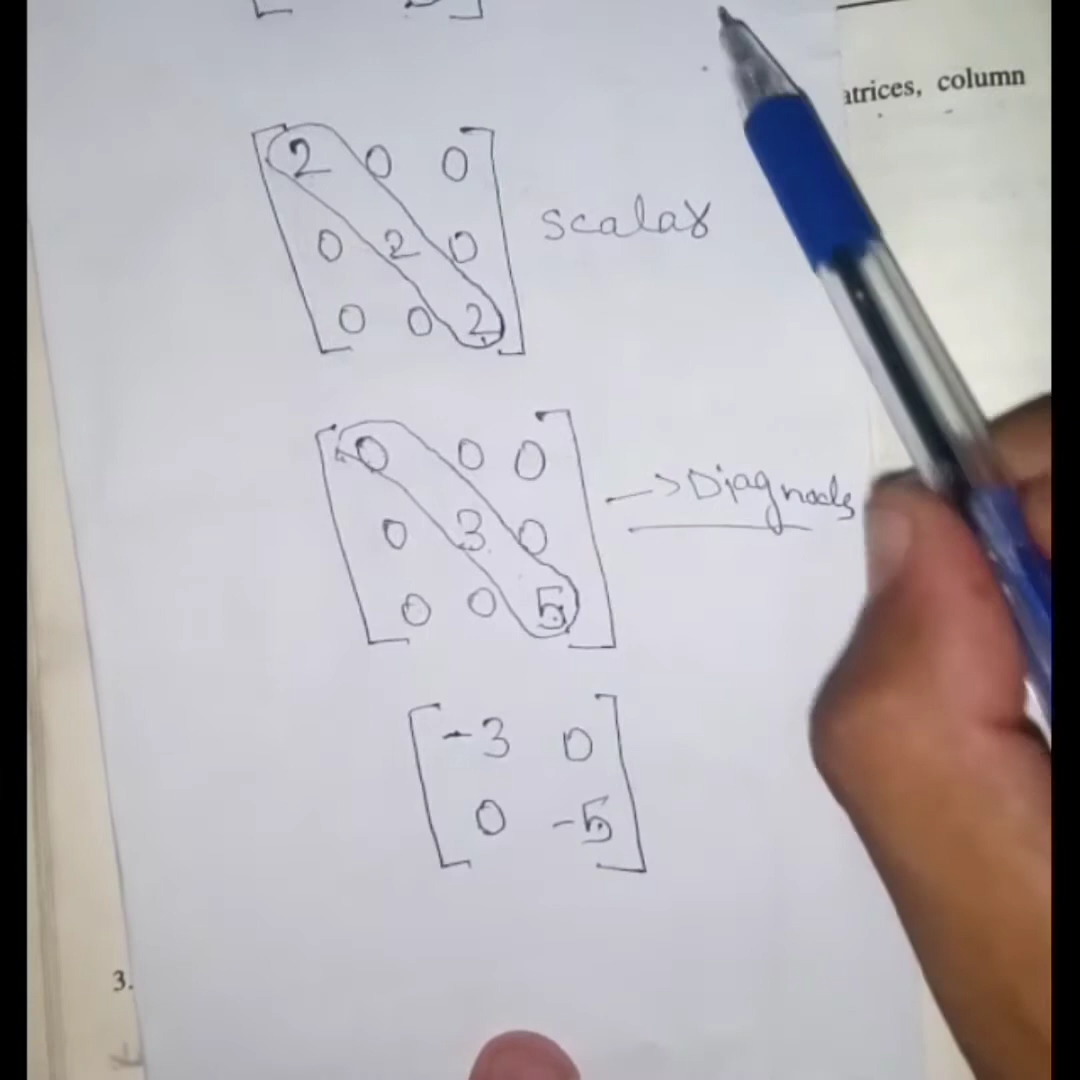 atrices, column
2 0 0
0 2 0
0 0 2
scalar
0 0 0
0 3 0
0 0 5
→Diagnals
-3 0
0 -5
3.